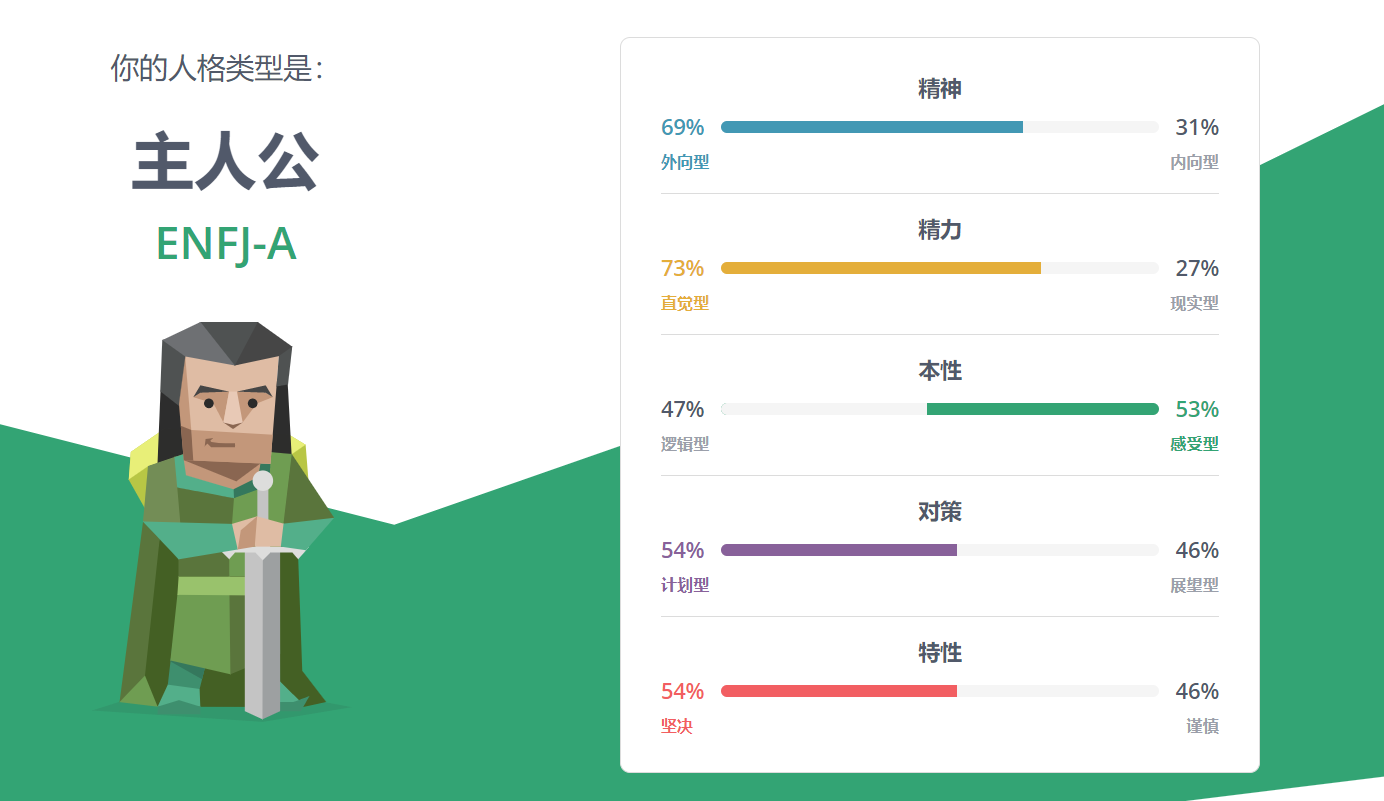 你的人格类型是：
主人公
ENFJ-A
精神
69% 31%
外向型 内向型
精力
73% 27%
直觉型 现实型
本性
47% 53%
逻辑型 感受型
对策
54% 46%
计划型 展望型
特性
54% 46%
坚决 谨慎